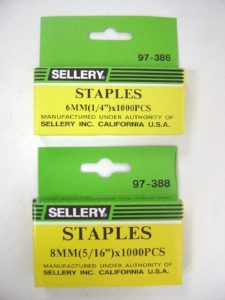 97-386
SELLERY
STAPLES
6MM(1/4")x1000PCS
MANUFACTURED UNDER AUTHORITY OF
SELLERY INC. CALIFORNIA U.S.A.
97-388
SELLERY
STAPLES
8MM(5/16")x1000PCS
MANUFACTURED UNDER AUTHORITY OF
SELLERY INC. CALIFORNIA U.S.A.